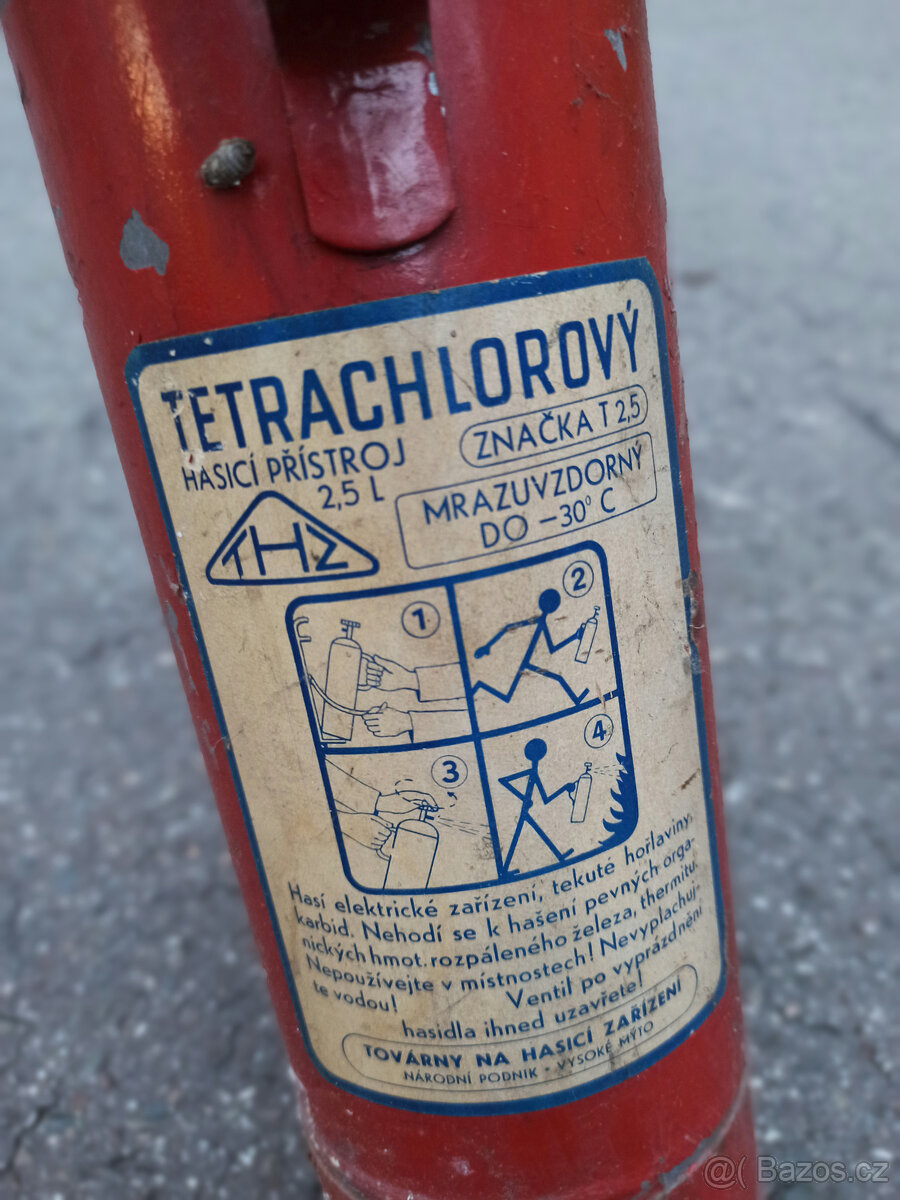 TETRACHLOROVÝ
HASICÍ PŘÍSTROJ
2,5 L
ZNAČKA T 2,5
MRAZUVZDORNÝ
DO -30° C
THZ
1
2
3
4
Hasí elektrické zařízení, tekuté hořlaviny,
karbid. Nehodí se k hašení pevných orga-
nických hmot, rozpáleného železa, thermitu.
Nepoužívejte v místnostech! Nevyplachuj-
te vodou! Ventil po vyprázdnění
hasidla ihned uzavřete!
TOVÁRNY NA HASICÍ ZAŘÍZENÍ
NÁRODNÍ PODNIK - VYSOKÉ MÝTO
@( Bazos.cz